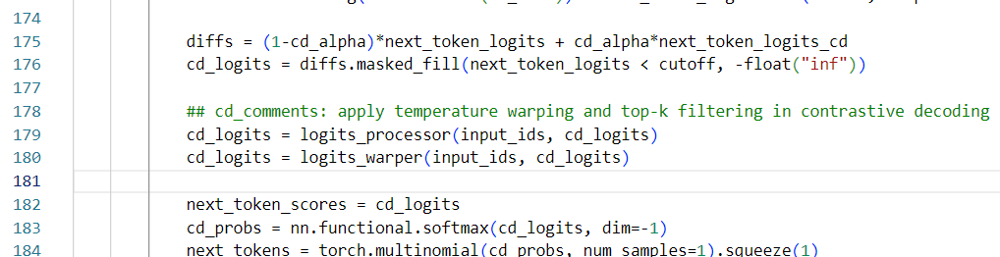 174
175 diffs = (1-cd_alpha)*next_token_logits + cd_alpha*next_token_logits_cd
176 cd_logits = diffs.masked_fill(next_token_logits < cutoff, -float("inf"))
177
178 ## cd_comments: apply temperature warping and top-k filtering in contrastive decoding
179 cd_logits = logits_processor(input_ids, cd_logits)
180 cd_logits = logits_warper(input_ids, cd_logits)
181
182 next_token_scores = cd_logits
183 cd_probs = nn.functional.softmax(cd_logits, dim=-1)
184 next_tokens = torch.multinomial(cd_probs, num_samples=1).squeeze(1)